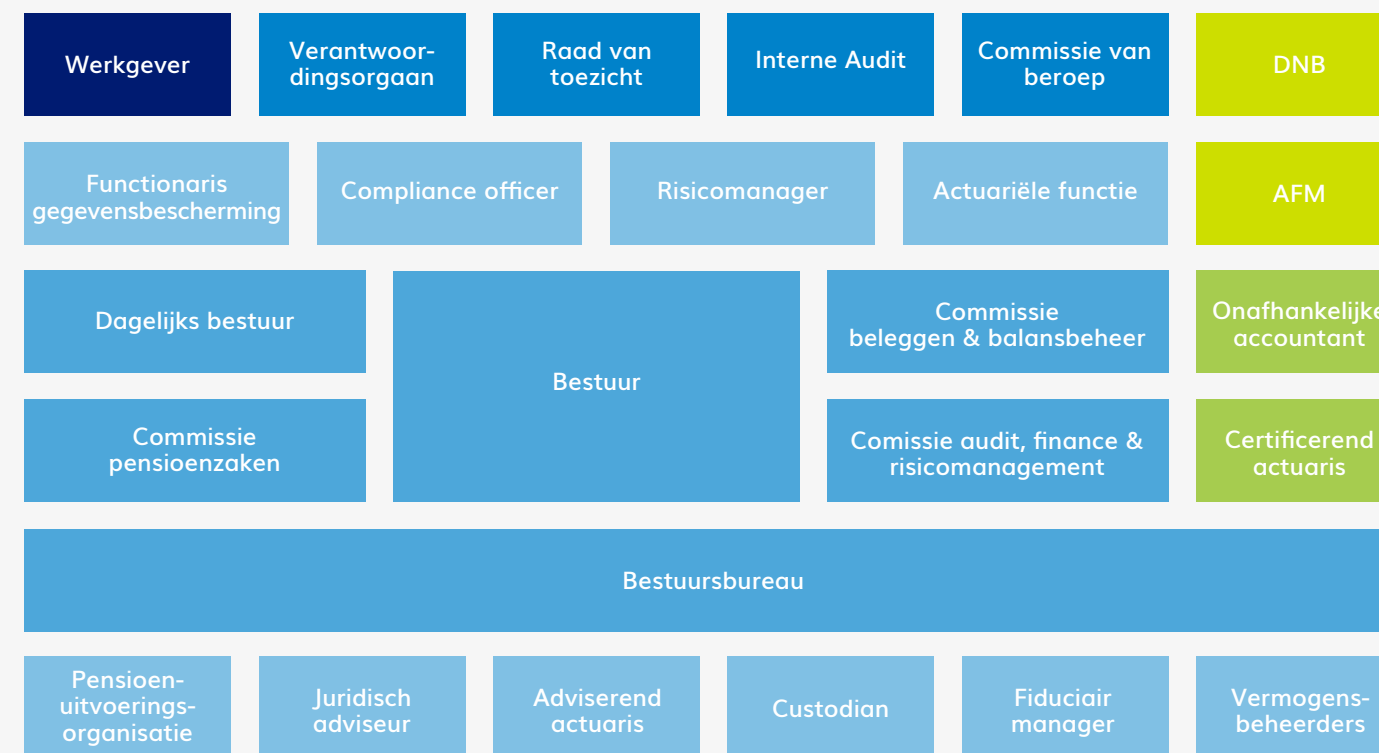 Werkgever
Verantwoor-
dingsorgaan
Raad van
toezicht
Interne Audit
Commissie van
beroep
DNB
Functionaris
gegevensbescherming
Compliance officer
Risicomanager
Actuariële functie
AFM
Dagelijks bestuur
Bestuur
Commissie
beleggen & balansbeheer
Onafhankelijke
accountant
Commissie
pensioenzaken
Comissie audit, finance &
risicomanagement
Certificerend
actuaris
Bestuursbureau
Pensioen-
uitvoerings-
organisatie
Juridisch
adviseur
Adviserend
actuaris
Custodian
Fiduciair
manager
Vermogens-
beheerders